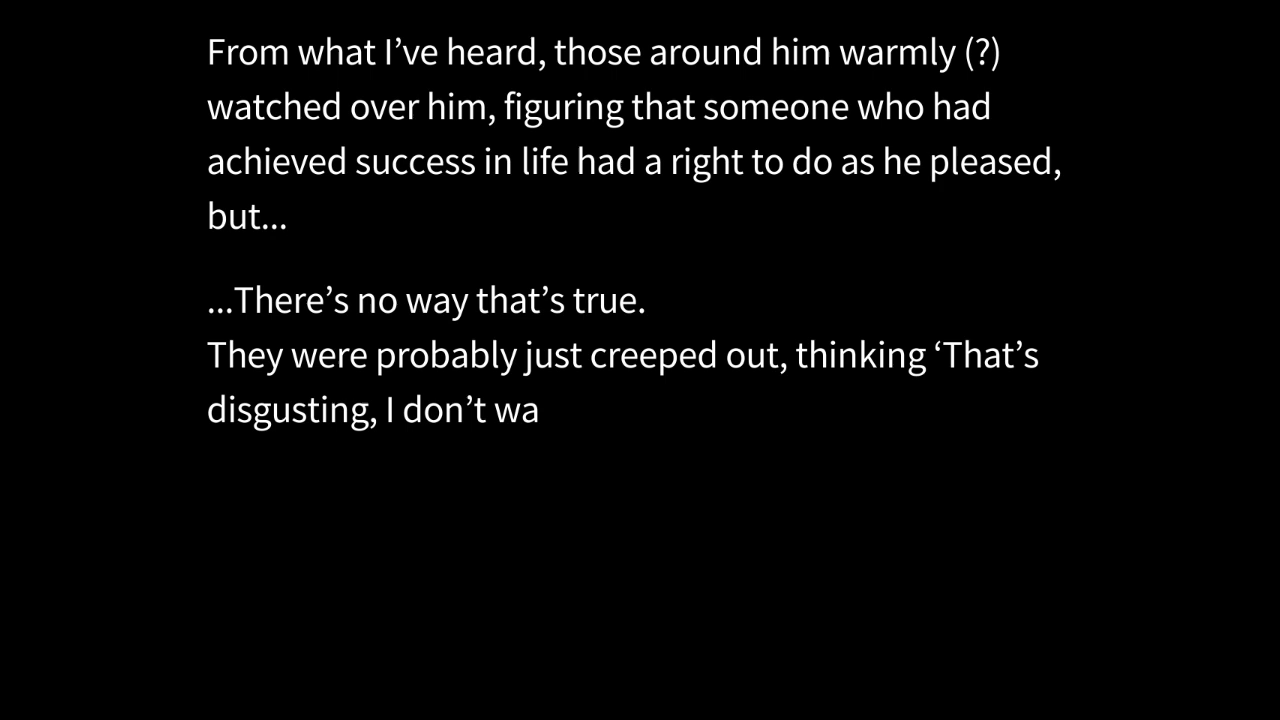 From what I’ve heard, those around him warmly (?)
watched over him, figuring that someone who had
achieved success in life had a right to do as he pleased,
but...
...There’s no way that’s true.
They were probably just creeped out, thinking ‘That’s
disgusting, I don’t wa